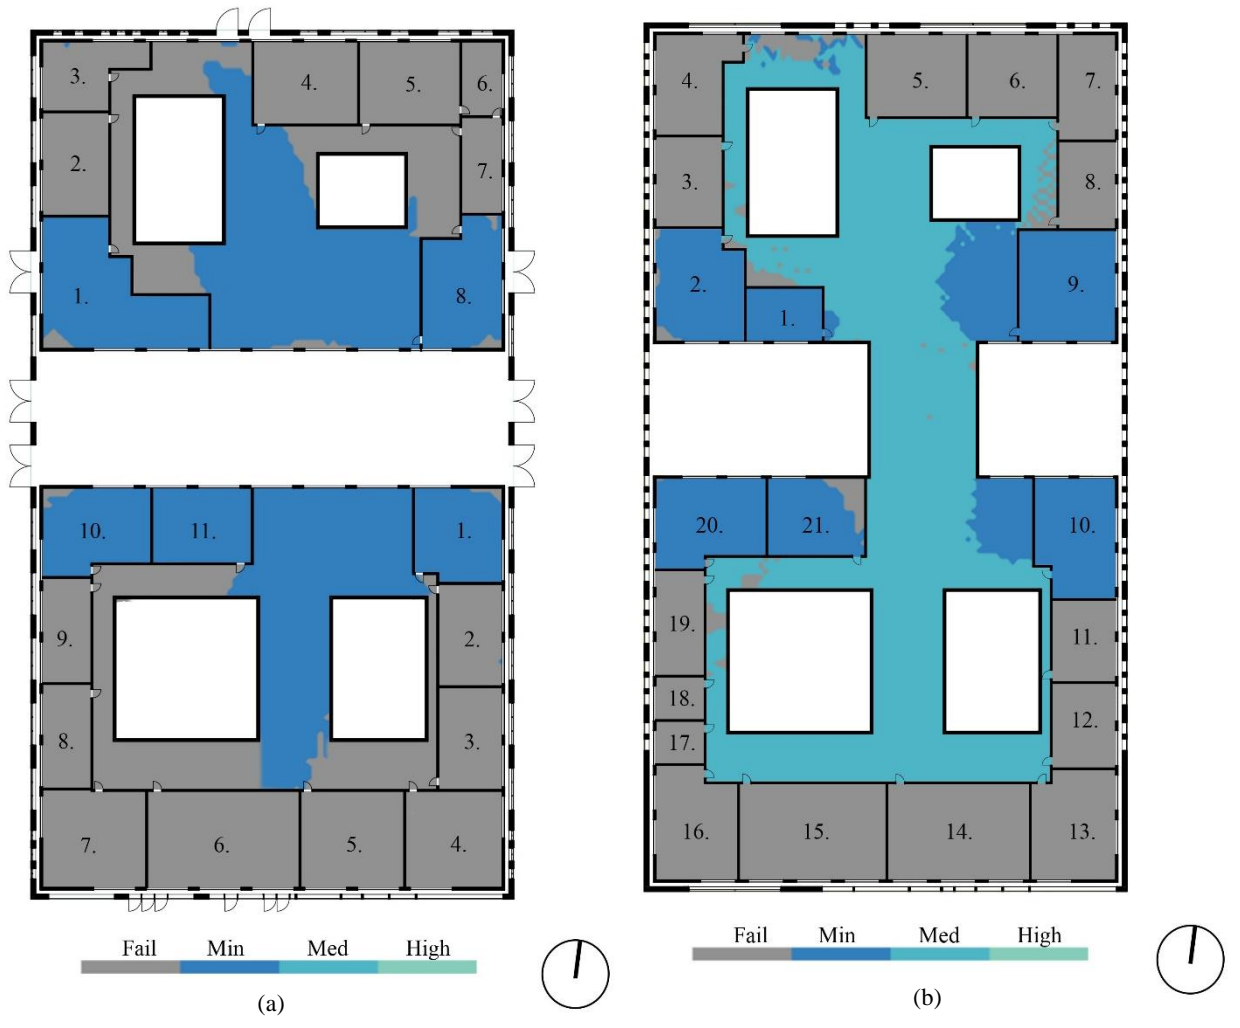 3. 4. 5. 6.
2. 7.
1. 8.
10. 11. 1.
9. 2.
8. 3.
7. 6. 5. 4.
Fail Min Med High
(a)
4. 5. 6. 7.
3. 8.
2. 1. 9.
20. 21. 10.
19. 11.
18. 12.
17.
16. 15. 14. 13.
Fail Min Med High
(b)